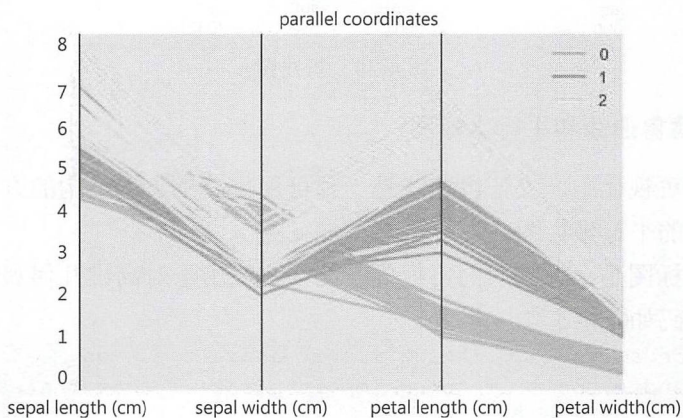 parallel coordinates
8
7
6
5
4
3
2
1
0
0
1
2
sepal length (cm)
sepal width (cm)
petal length (cm)
petal width(cm)